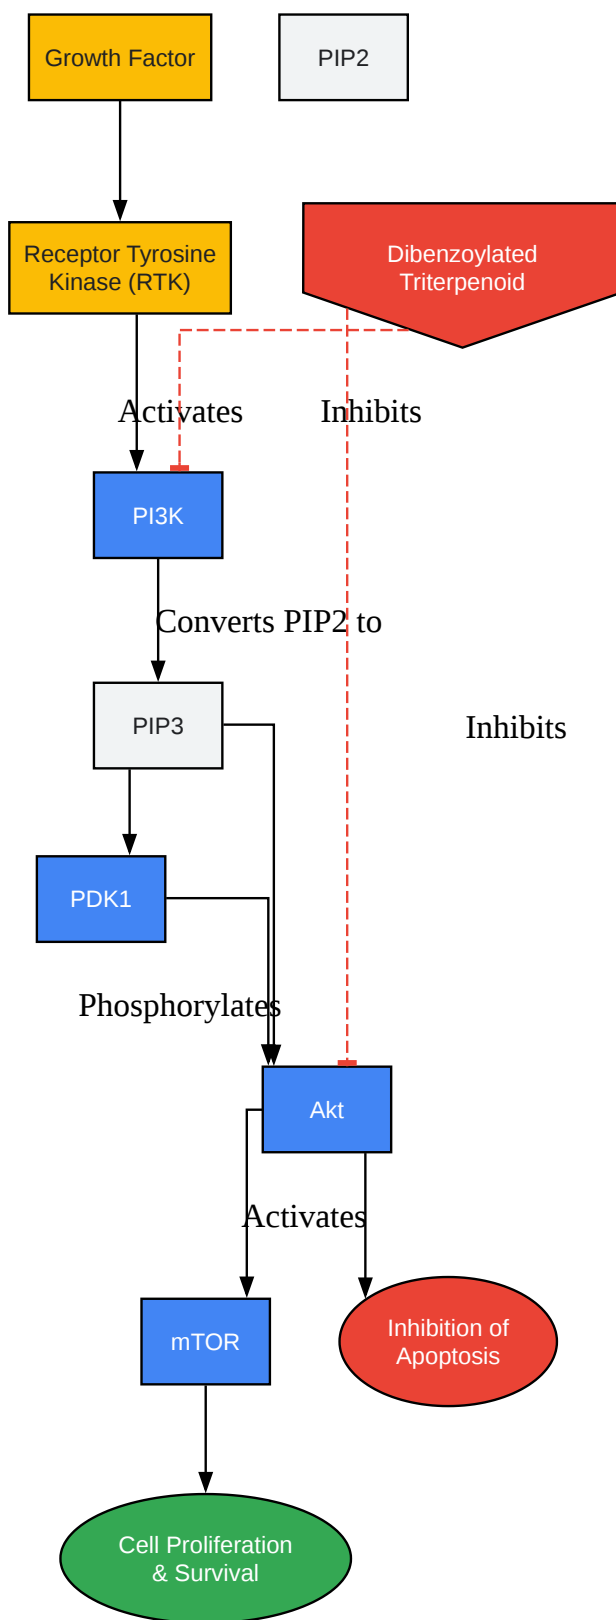 Growth Factor
PIP2
Receptor Tyrosine
Kinase (RTK)
Dibenzoylated
Triterpenoid
Activates
Inhibits
PI3K
Converts PIP2 to
PIP3
Inhibits
PDK1
Phosphorylates
Akt
Activates
mTOR
Inhibition of
Apoptosis
Cell Proliferation
& Survival